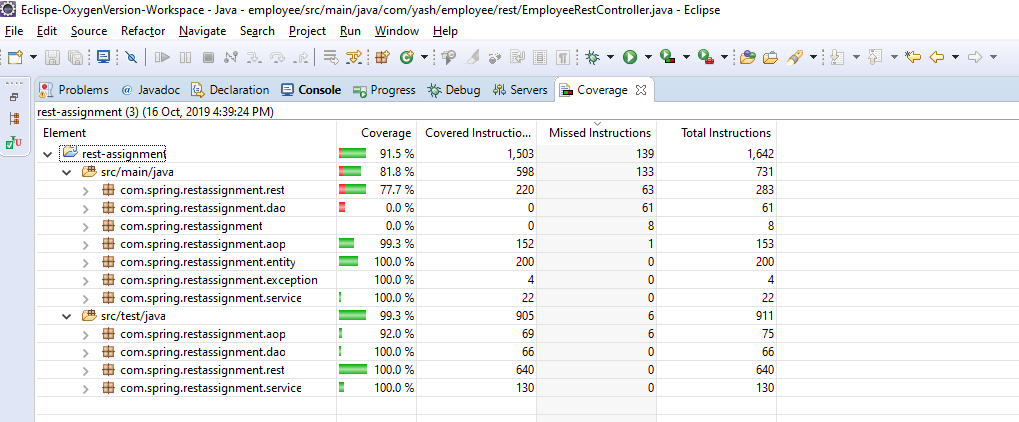 Eclispe-OxygenVersion-Workspace - Java - employee/src/main/java/com/yash/employee/rest/EmployeeRestController.java - Eclipse
File Edit Source Refactor Navigate Search Project Run Window Help
Problems @ Javadoc Declaration Console Progress Debug Servers Coverage
rest-assignment (3) (16 Oct, 2019 4:39:24 PM)
Element Coverage Covered Instructio... Missed Instructions Total Instructions
rest-assignment 91.5 % 1,503 139 1,642
src/main/java 81.8 % 598 133 731
com.spring.restassignment.rest 77.7 % 220 63 283
com.spring.restassignment.dao 0.0 % 0 61 61
com.spring.restassignment 0.0 % 0 8 8
com.spring.restassignment.aop 99.3 % 152 1 153
com.spring.restassignment.entity 100.0 % 200 0 200
com.spring.restassignment.exception 100.0 % 4 0 4
com.spring.restassignment.service 100.0 % 22 0 22
src/test/java 99.3 % 905 6 911
com.spring.restassignment.aop 92.0 % 69 6 75
com.spring.restassignment.dao 100.0 % 66 0 66
com.spring.restassignment.rest 100.0 % 640 0 640
com.spring.restassignment.service 100.0 % 130 0 130